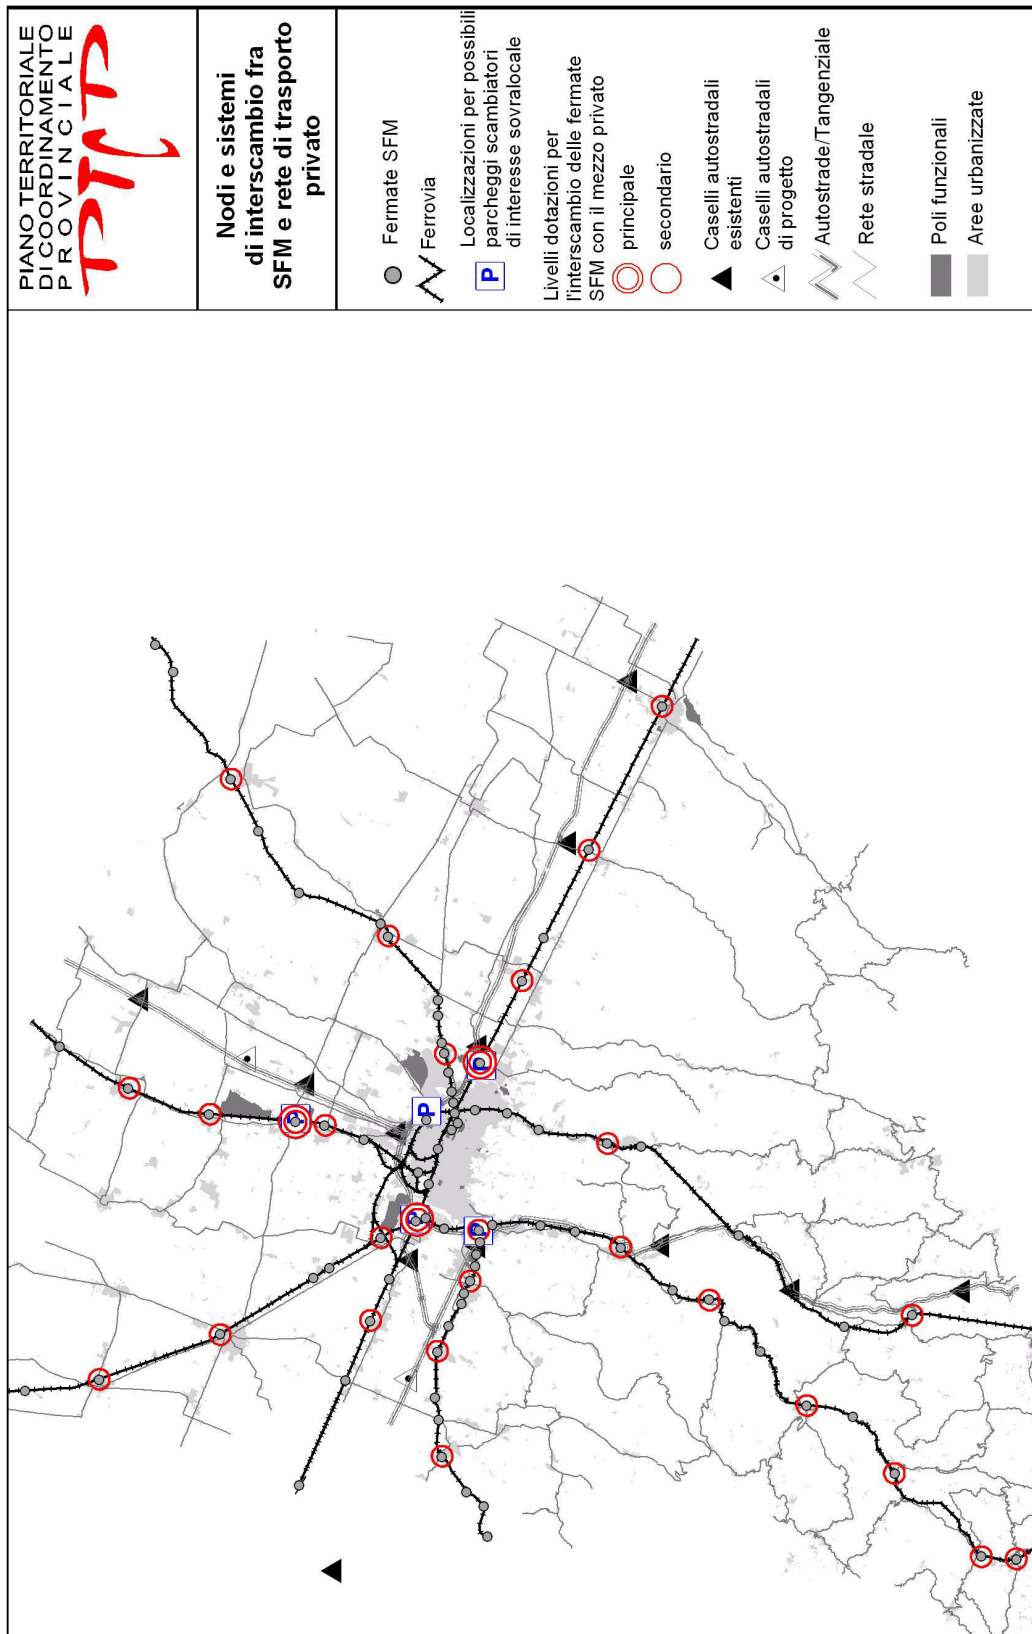 PIANO TERRITORIALE
DI COORDINAMENTO
PROVINCIALE
PTCP
Nodi e sistemi
di interscambio fra
SFM e rete di trasporto
privato
Fermate SFM
Ferrovia
P
Localizzazioni per possibili
parcheggi scambiatori
di interesse sovralocale
Livelli dotazioni per
l'interscambio delle fermate
SFM con il mezzo privato
principale
secondario
Caselli autostradali
esistenti
Caselli autostradali
di progetto
Autostrade/Tangenziale
Rete stradale
Poli funzionali
Aree urbanizzate
P
P
P
P
P